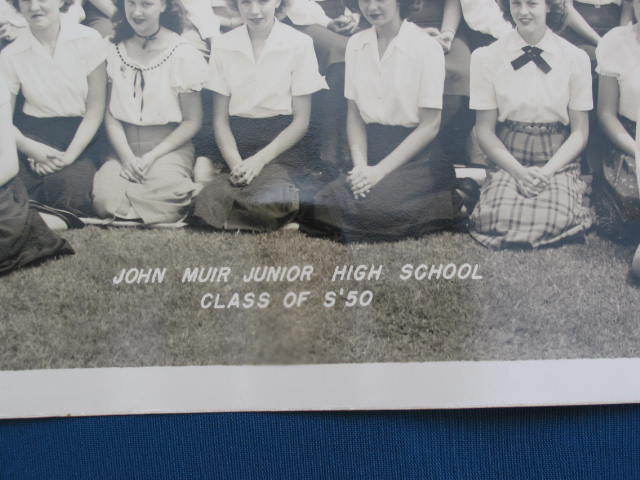 JOHN MUIR JUNIOR HIGH SCHOOL
CLASS OF S'50